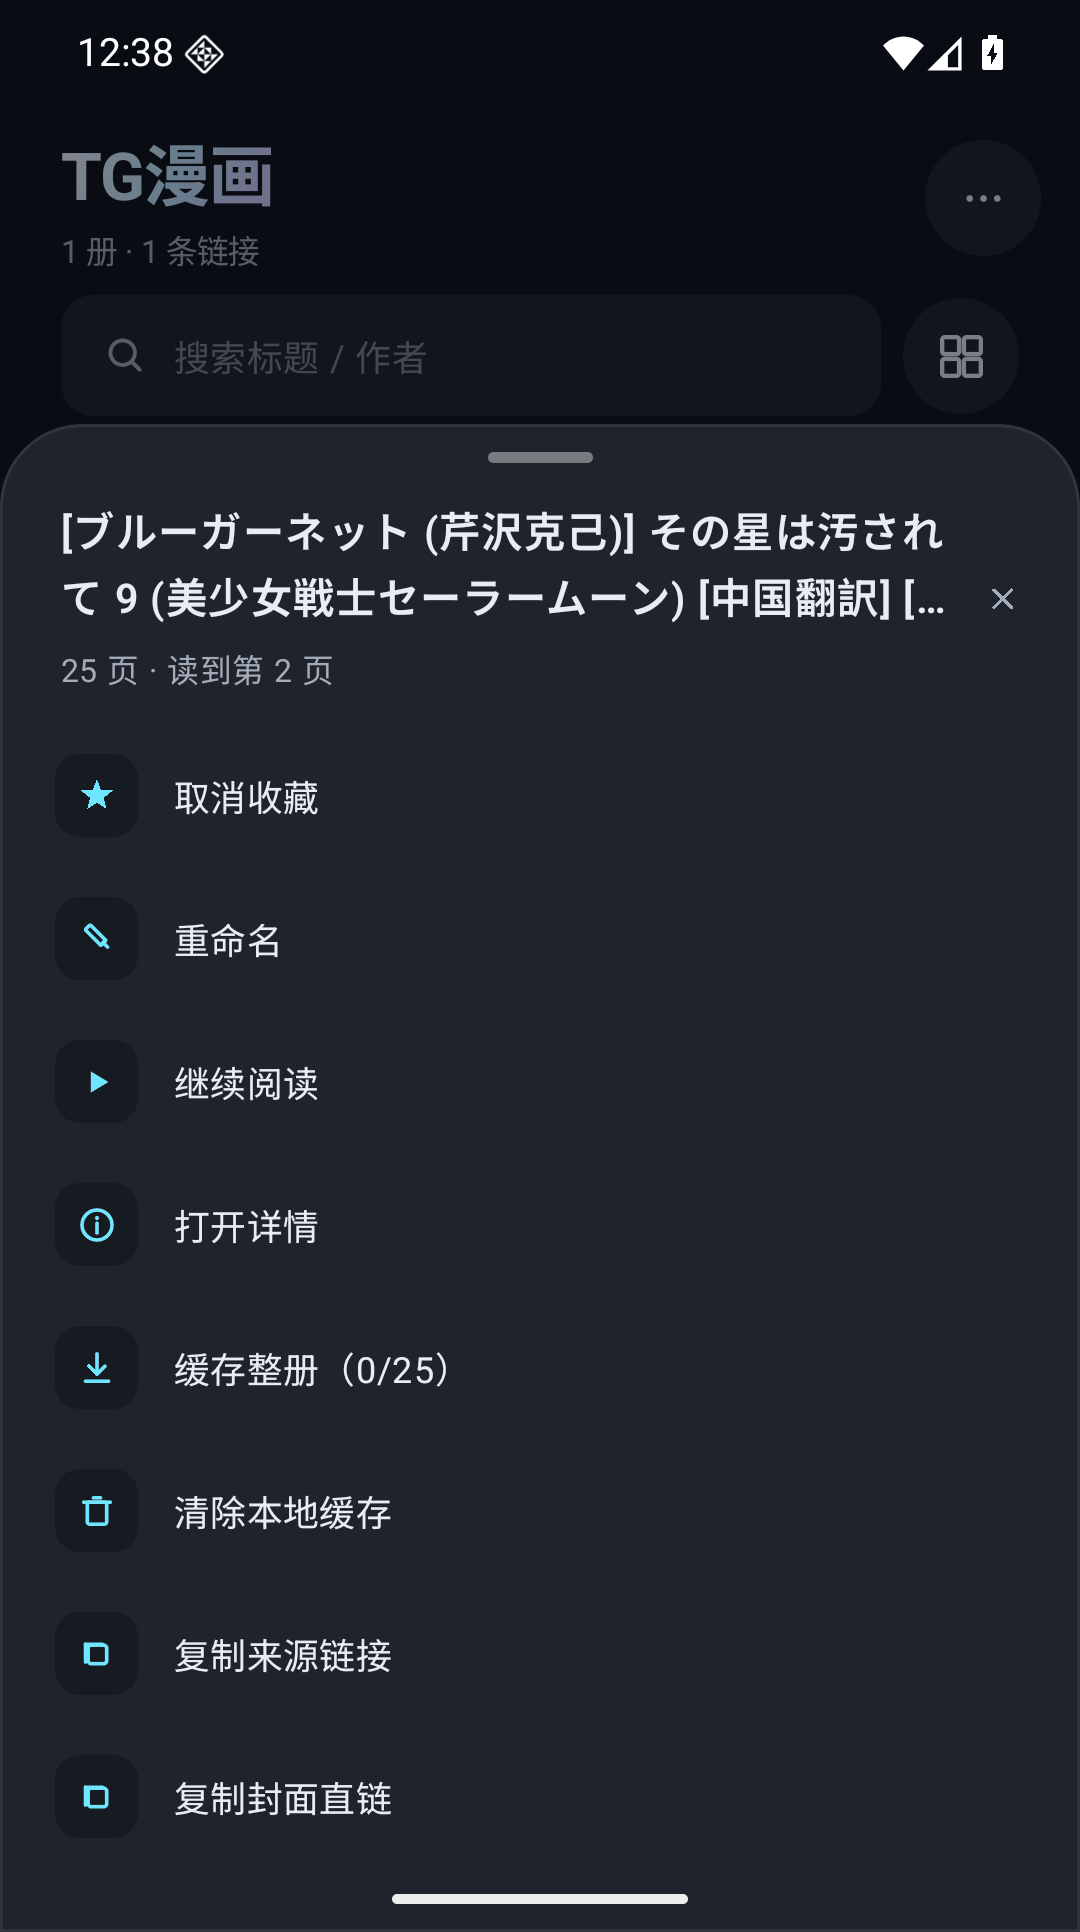 12:38
TG漫画
1 册 · 1 条链接
搜索标题 / 作者
[ブルーガーネット (芹沢克己)] その星は汚され
て 9 (美少女戦士セーラームーン) [中国翻訳] [...
25 页 · 读到第 2 页
取消收藏
重命名
继续阅读
打开详情
缓存整册（0/25）
清除本地缓存
复制来源链接
复制封面直链